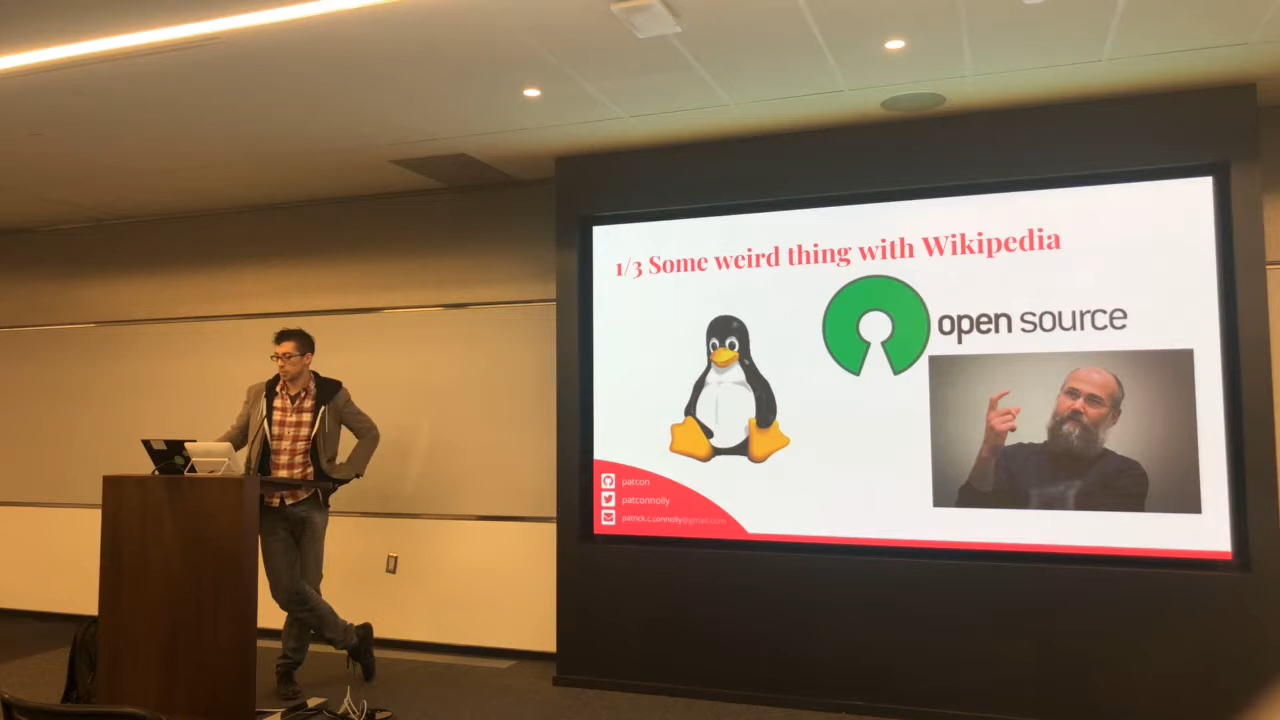 1/3 Some weird thing with Wikipedia
open source
patcon
patconnolly
patrick.c.connolly@gmail.com